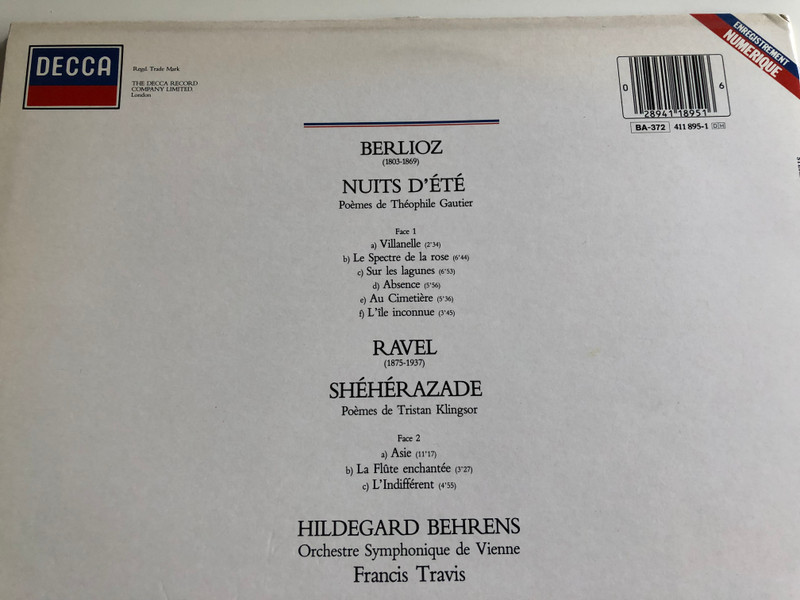 DECCA
Regd. Trade Mark
THE DECCA RECORD
COMPANY LIMITED.
London
ENREGISTREMENT
NUMERIQUE
0 28941 18951 6
BA-372 411 895-1 DH
BERLIOZ
(1803-1869)
NUITS D'ÉTÉ
Poèmes de Théophile Gautier
Face 1
a) Villanelle (2'34)
b) Le Spectre de la rose (6'44)
c) Sur les lagunes (6'53)
d) Absence (5'56)
e) Au Cimetière (5'36)
f) L'île inconnue (3'45)
RAVEL
(1875-1937)
SHÉHÉRAZADE
Poèmes de Tristan Klingsor
Face 2
a) Asie (11'17)
b) La Flûte enchantée (3'27)
c) L'Indifférent (4'55)
HILDEGARD BEHRENS
Orchestre Symphonique de Vienne
Francis Travis